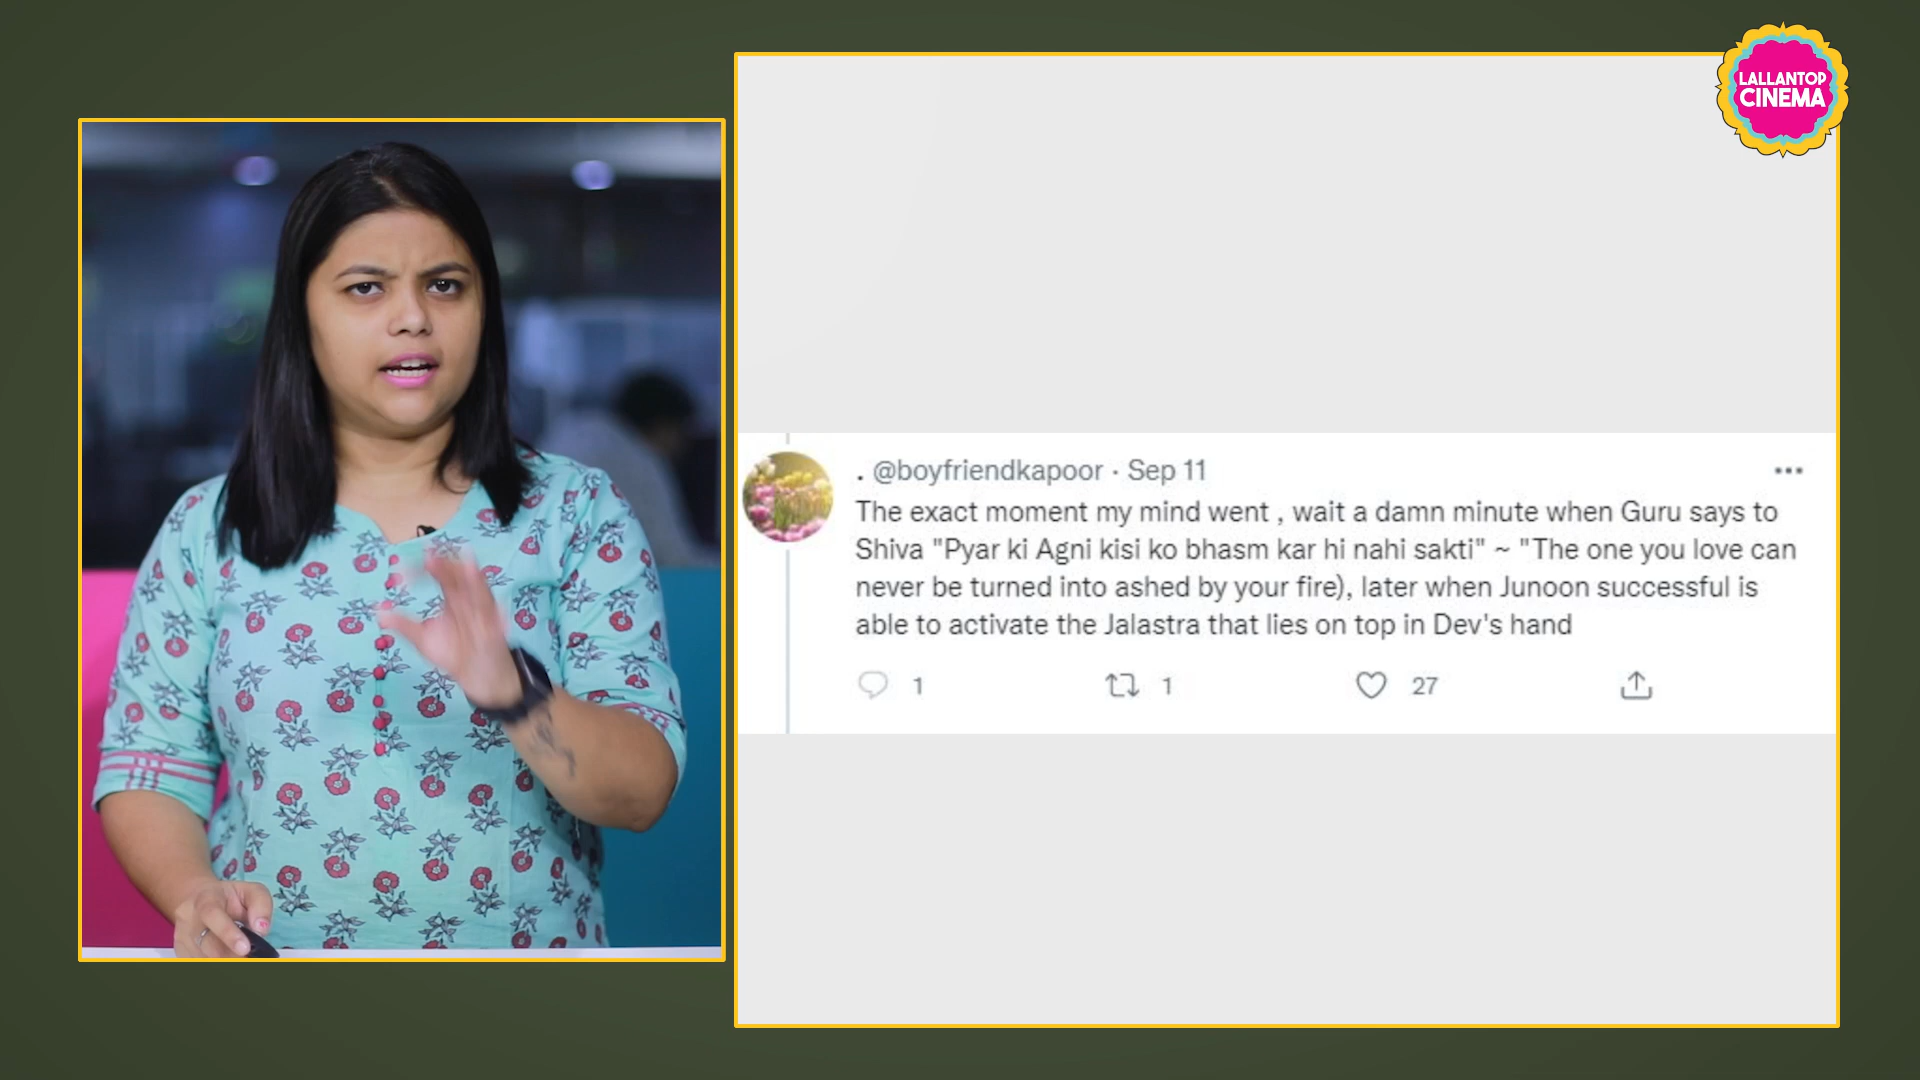 LALLANTOP
CINEMA
. @boyfriendkapoor · Sep 11
The exact moment my mind went , wait a damn minute when Guru says to
Shiva "Pyar ki Agni kisi ko bhasm kar hi nahi sakti" ~ "The one you love can
never be turned into ashed by your fire), later when Junoon successful is
able to activate the Jalastra that lies on top in Dev's hand
1 1 27